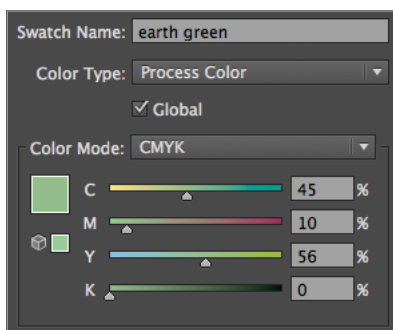 Swatch Name: earth green
Color Type: Process Color
Global
Color Mode: CMYK
C 45 %
M 10 %
Y 56 %
K 0 %